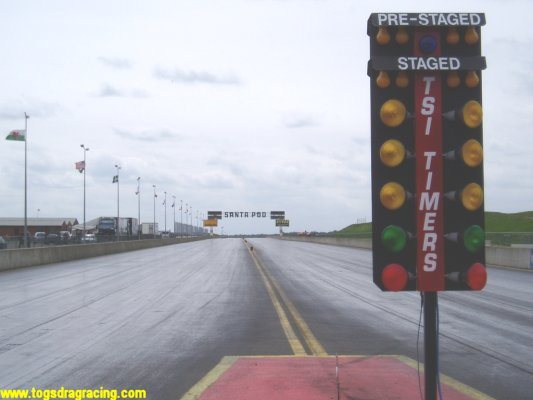 PRE-STAGED
STAGED
TSI TIMERS
SANTA POD
www.togsdragracing.com